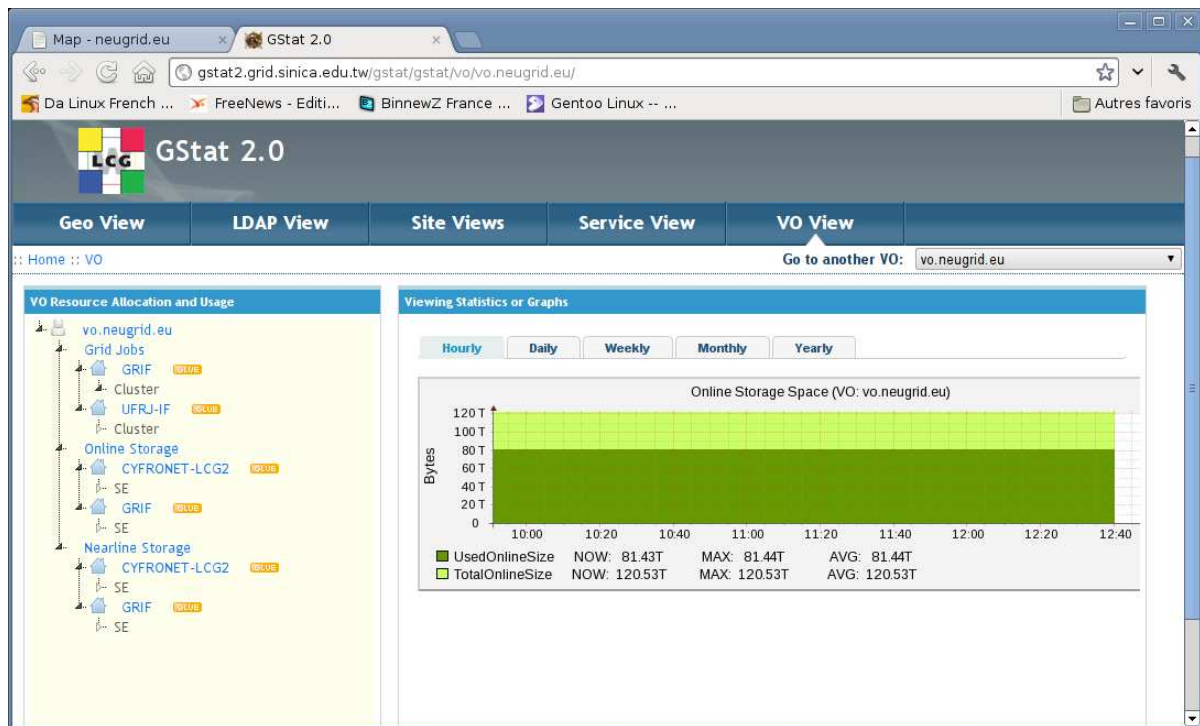 Map - neugrid.eu
GStat 2.0
gstat2.grid.sinica.edu.tw/gstat/gstat/vo/vo.neugrid.eu/
Da Linux French ...
FreeNews - Editi...
BinnewZ France ...
Gentoo Linux -- ...
Autres favoris
LCG
GStat 2.0
Geo View
LDAP View
Site Views
Service View
VO View
:: Home :: VO
Go to another VO:
vo.neugrid.eu
VO Resource Allocation and Usage
vo.neugrid.eu
Grid Jobs
GRIF GLUE
Cluster
UFRJ-IF GLUE
Cluster
Online Storage
CYFRONET-LCG2 GLUE
SE
GRIF GLUE
SE
Nearline Storage
CYFRONET-LCG2 GLUE
SE
GRIF GLUE
SE
Viewing Statistics or Graphs
Hourly
Daily
Weekly
Monthly
Yearly
Online Storage Space (VO: vo.neugrid.eu)
Bytes
120 T
100 T
80 T
60 T
40 T
20 T
0
10:00 10:20 10:40 11:00 11:20 11:40 12:00 12:20 12:40
UsedOnlineSize NOW: 81.43T MAX: 81.44T AVG: 81.44T
TotalOnlineSize NOW: 120.53T MAX: 120.53T AVG: 120.53T